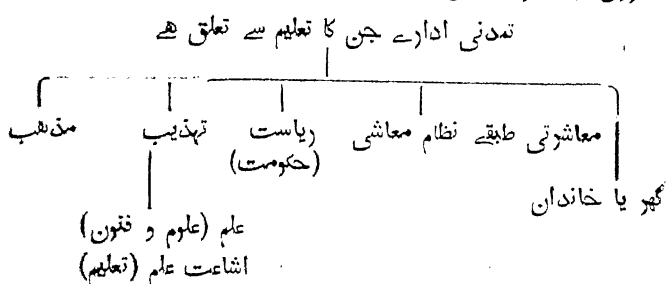 تمدنی ادارے جن کا تعلیم سے تعلق ہے
معاشرتی طبقے نظام معاشی ریاست تہذیب مذہب
(حکومت)
گھر یا خاندان
علم (علوم و فنون)
اشاعت علم (تعلیم)